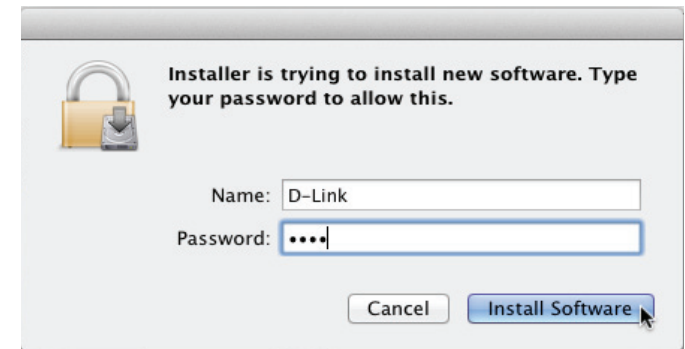 Installer is trying to install new software. Type
your password to allow this.
Name: D-Link
Password: ••••
Cancel Install Software